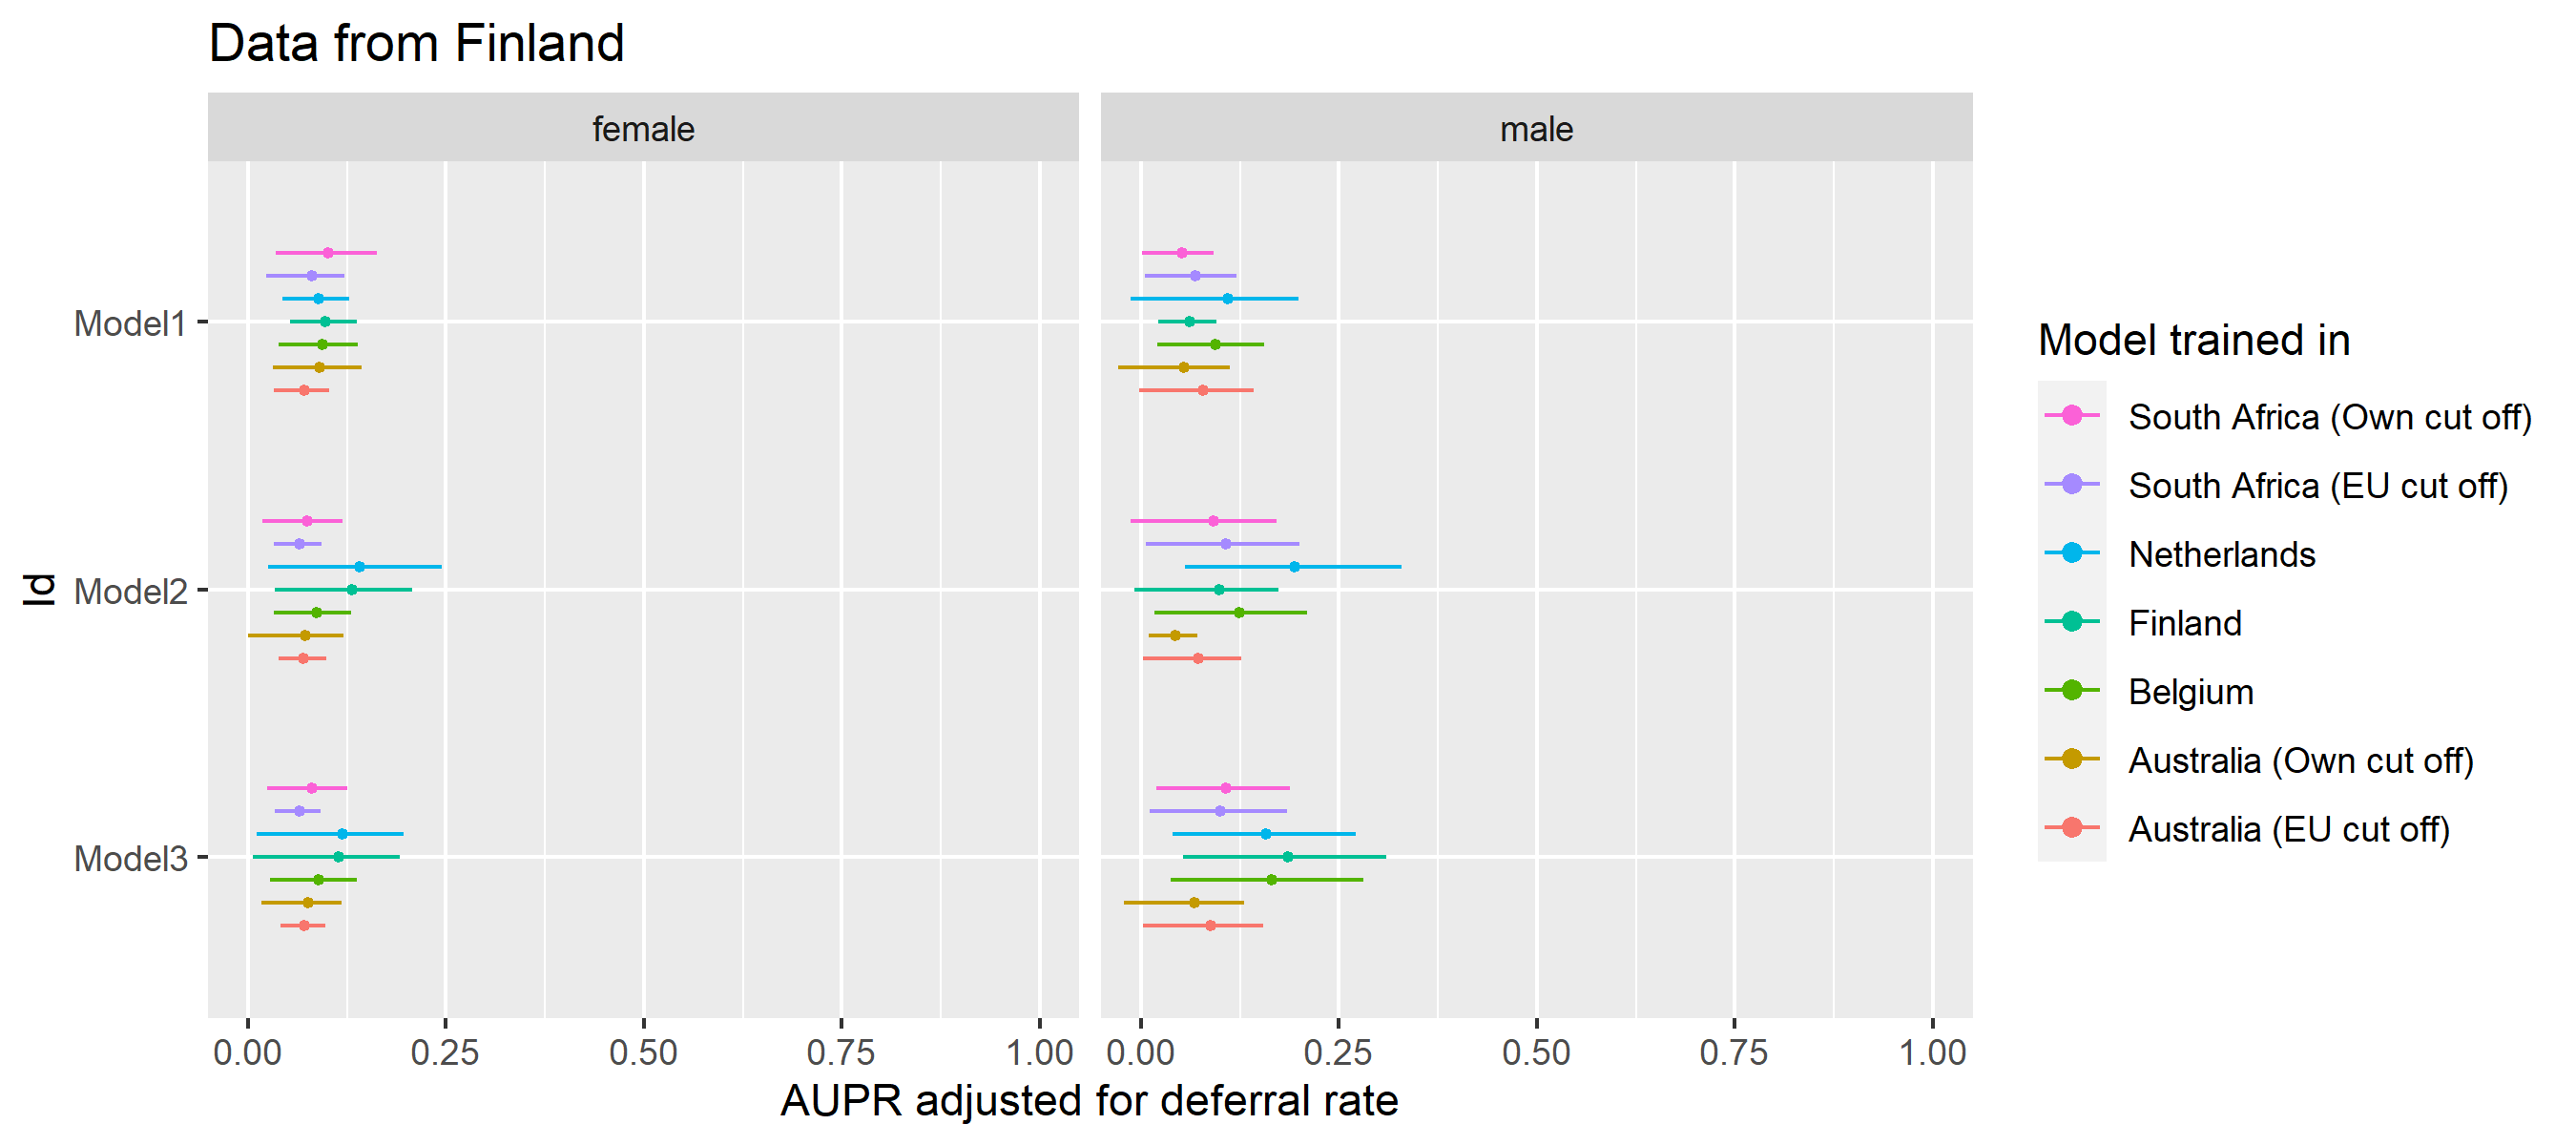 Data from Finland
female
male
Id
Model1
Model2
Model3
0.00 0.25 0.50 0.75 1.00
0.00 0.25 0.50 0.75 1.00
AUPR adjusted for deferral rate
Model trained in
South Africa (Own cut off)
South Africa (EU cut off)
Netherlands
Finland
Belgium
Australia (Own cut off)
Australia (EU cut off)